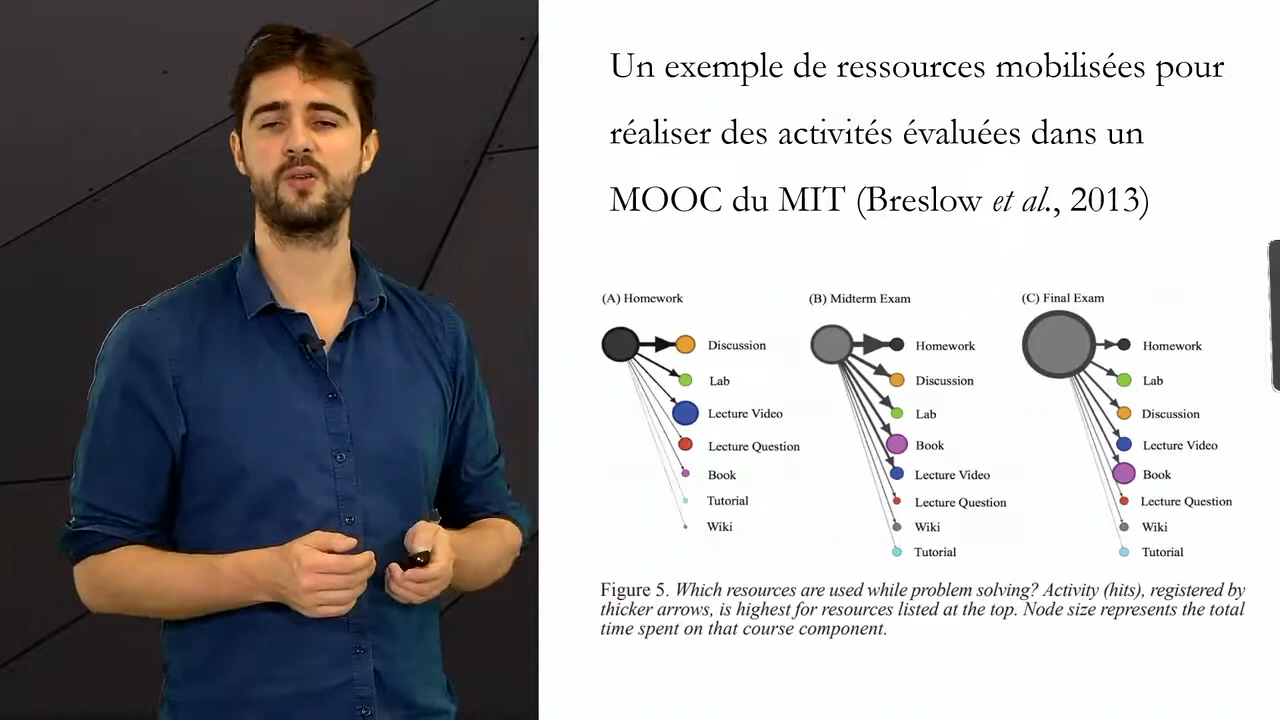 Un exemple de ressources mobilisées pour
réaliser des activités évaluées dans un
MOOC du MIT (Breslow et al., 2013)
(A) Homework
Discussion
Lab
Lecture Video
Lecture Question
Book
Tutorial
Wiki
(B) Midterm Exam
Homework
Discussion
Lab
Book
Lecture Video
Lecture Question
Wiki
Tutorial
(C) Final Exam
Homework
Lab
Discussion
Lecture Video
Book
Lecture Question
Wiki
Tutorial
Figure 5. Which resources are used while problem solving? Activity (hits), registered by
thicker arrows, is highest for resources listed at the top. Node size represents the total
time spent on that course component.